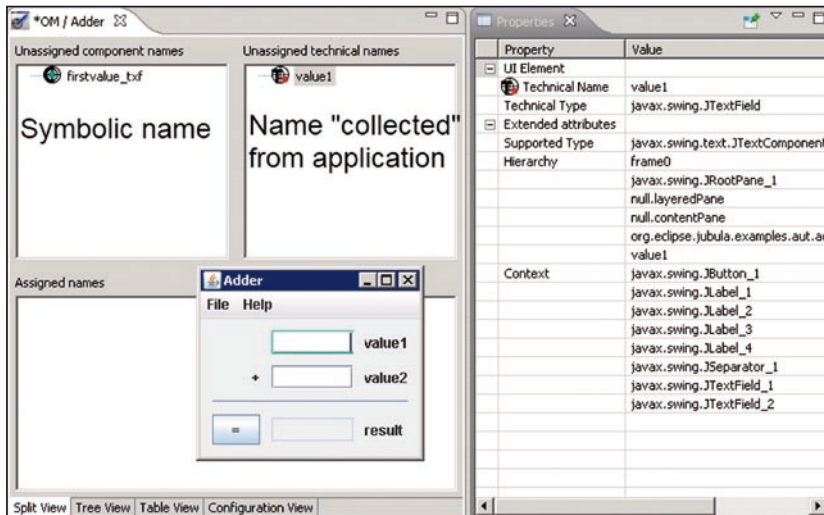 *OM / Adder
Unassigned component names
firstvalue_txf
Symbolic name
Unassigned technical names
value1
Name "collected"
from application
Assigned names
Adder
File Help
value1
+ value2
= result
Split View Tree View Table View Configuration View
Properties
Property Value
UI Element
Technical Name value1
Technical Type javax.swing.JTextField
Extended attributes
Supported Type javax.swing.text.JTextComponent
Hierarchy frame0
javax.swing.JRootPane_1
null.layeredPane
null.contentPane
org.eclipse.jubula.examples.aut.a
value1
Context javax.swing.JButton_1
javax.swing.JLabel_1
javax.swing.JLabel_2
javax.swing.JLabel_3
javax.swing.JLabel_4
javax.swing.JSeparator_1
javax.swing.JTextField_1
javax.swing.JTextField_2